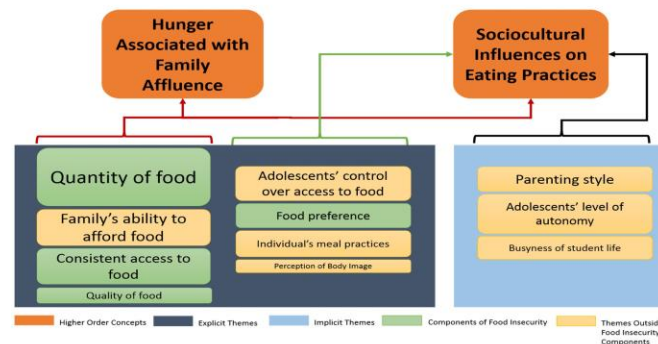 Hunger
Associated with
Family
Affluence
Sociocultural
Influences on
Eating Practices
Quantity of food
Family's ability to
afford food
Consistent access to
food
Quality of food
Adolescents' control
over access to food
Food preference
Individual's meal practices
Perception of Body Image
Parenting style
Adolescents' level of
autonomy
Busyness of student life
Higher Order Concepts
Explicit Themes
Implicit Themes
Components of Food Insecurity
Themes Outside
Food Insecurity
Components